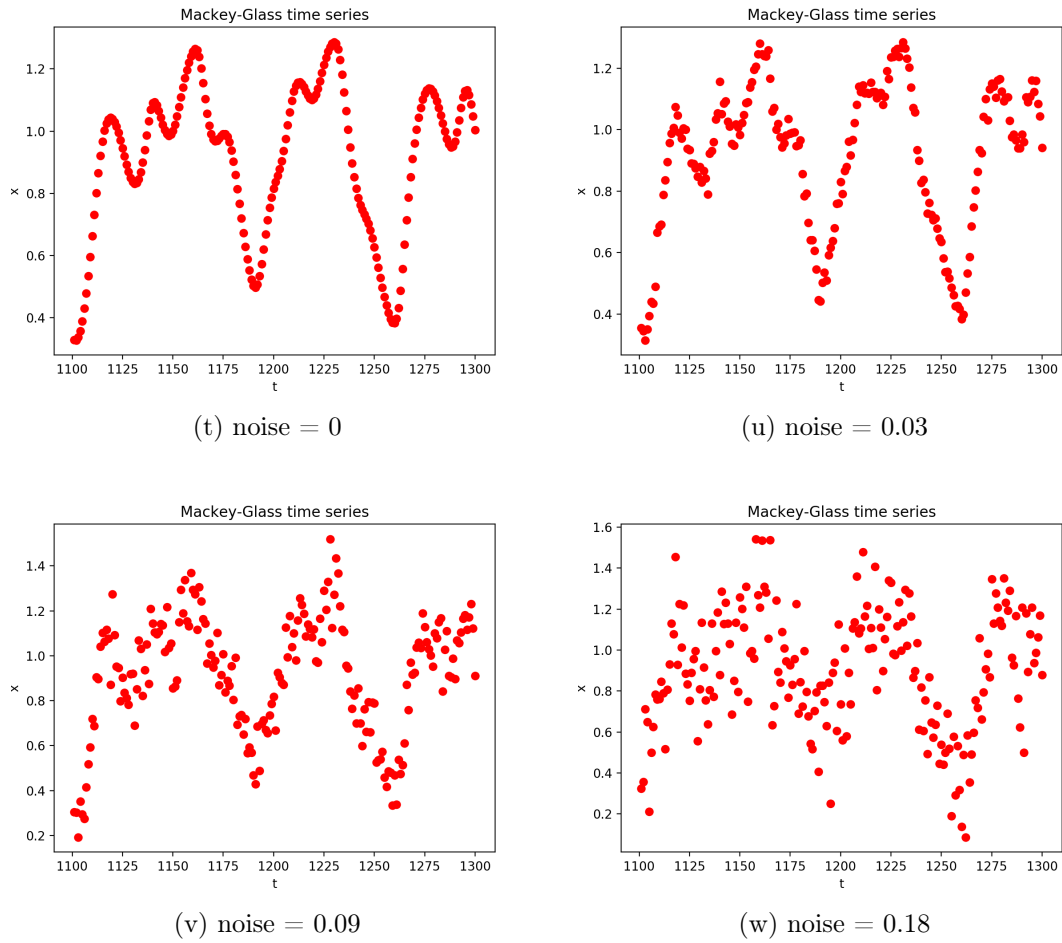 Mackey-Glass time series
1.2
1.0
0.8
0.6
0.4
x
1100 1125 1150 1175 1200 1225 1250 1275 1300
t
(t) noise = 0
Mackey-Glass time series
1.2
1.0
0.8
0.6
0.4
x
1100 1125 1150 1175 1200 1225 1250 1275 1300
t
(u) noise = 0.03
Mackey-Glass time series
1.4
1.2
1.0
0.8
0.6
0.4
0.2
x
1100 1125 1150 1175 1200 1225 1250 1275 1300
t
(v) noise = 0.09
Mackey-Glass time series
1.6
1.4
1.2
1.0
0.8
0.6
0.4
0.2
x
1100 1125 1150 1175 1200 1225 1250 1275 1300
t
(w) noise = 0.18